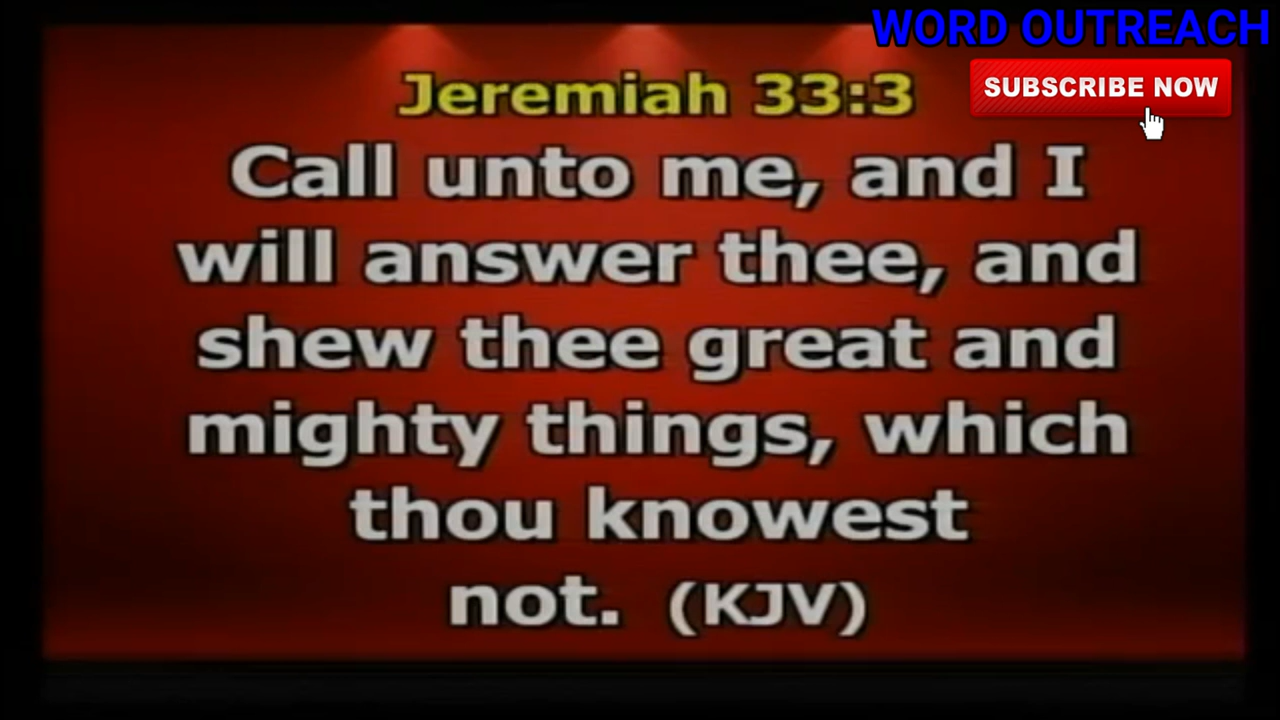 WORD OUTREACH
SUBSCRIBE NOW
Jeremiah 33:3
Call unto me, and I
will answer thee, and
shew thee great and
mighty things, which
thou knowest
not. (KJV)